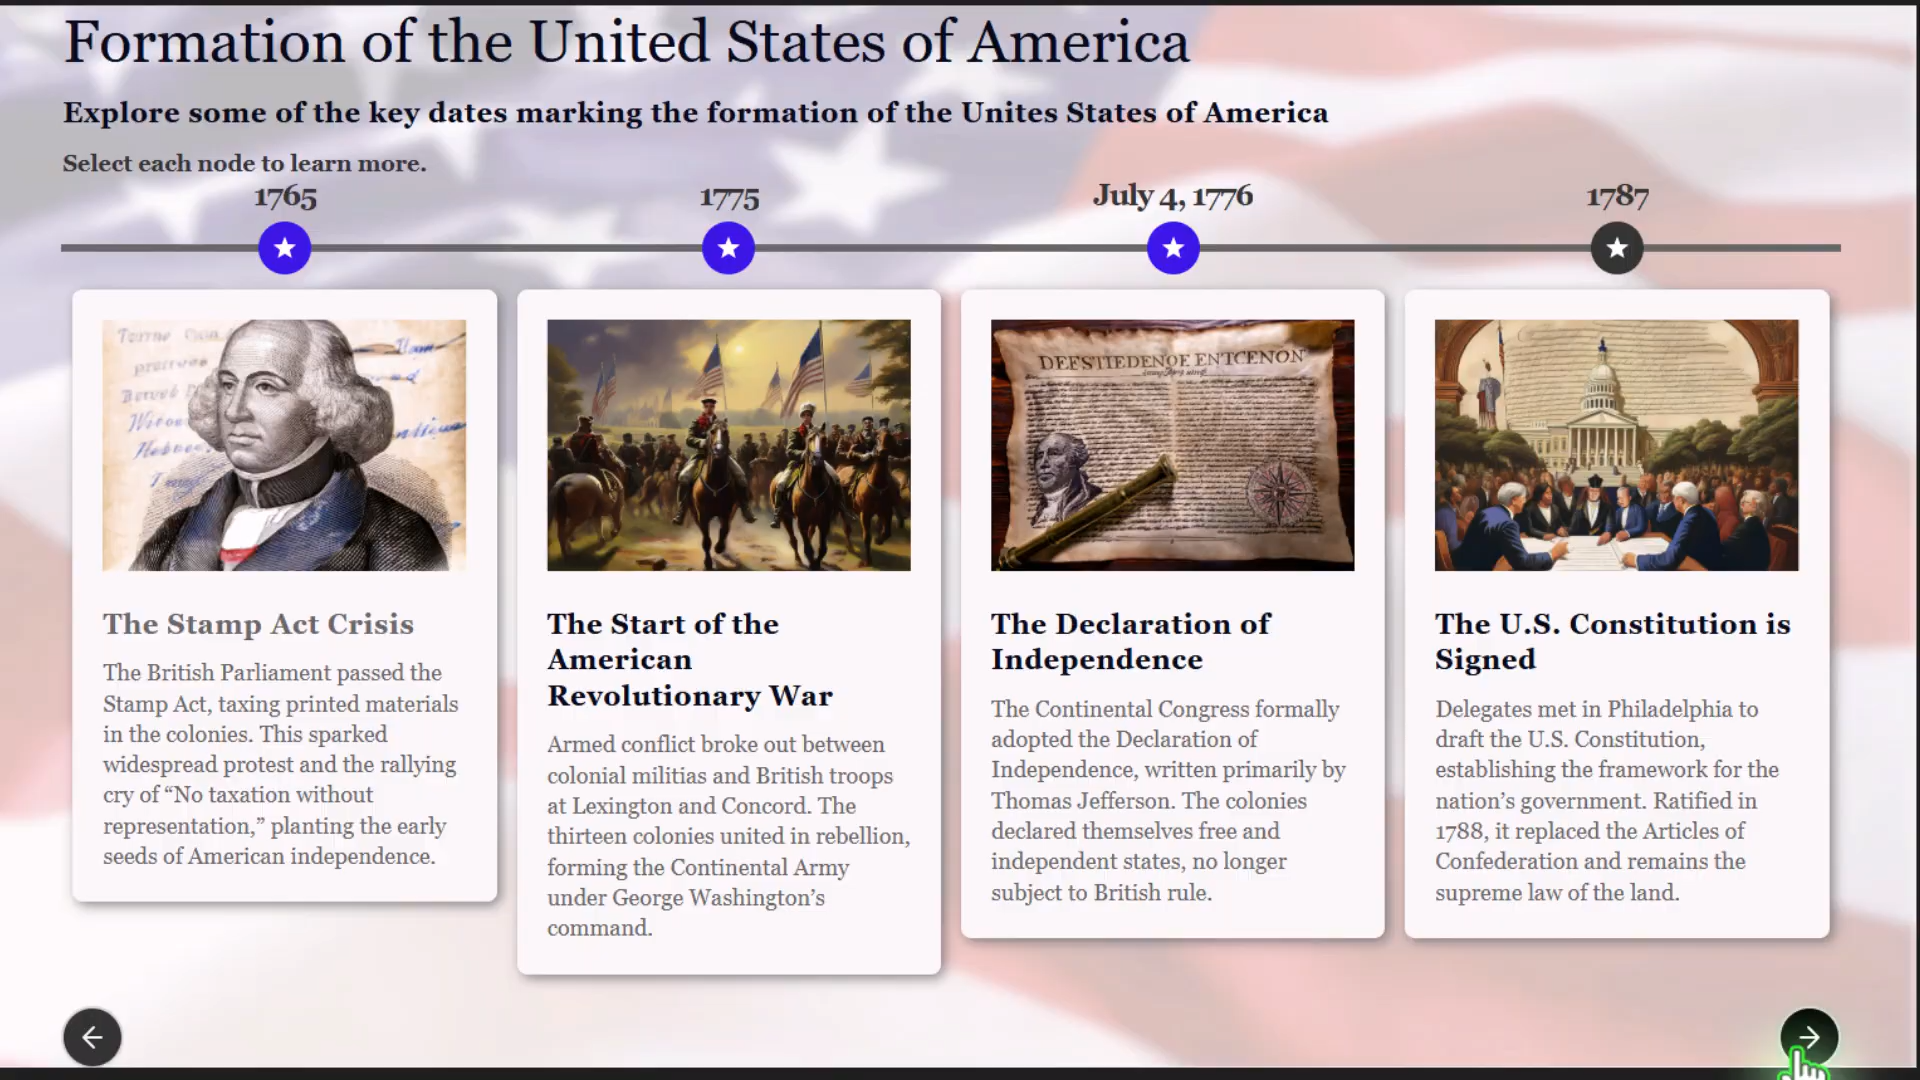 Formation of the United States of America
Explore some of the key dates marking the formation of the Unites States of America
Select each node to learn more.
1765
1775
July 4, 1776
1787
DEFSTIEDENOE ENTCENON
The Stamp Act Crisis
The British Parliament passed the
Stamp Act, taxing printed materials
in the colonies. This sparked
widespread protest and the rallying
cry of “No taxation without
representation,” planting the early
seeds of American independence.
The Start of the
American
Revolutionary War
Armed conflict broke out between
colonial militias and British troops
at Lexington and Concord. The
thirteen colonies united in rebellion,
forming the Continental Army
under George Washington’s
command.
The Declaration of
Independence
The Continental Congress formally
adopted the Declaration of
Independence, written primarily by
Thomas Jefferson. The colonies
declared themselves free and
independent states, no longer
subject to British rule.
The U.S. Constitution is
Signed
Delegates met in Philadelphia to
draft the U.S. Constitution,
establishing the framework for the
nation’s government. Ratified in
1788, it replaced the Articles of
Confederation and remains the
supreme law of the land.